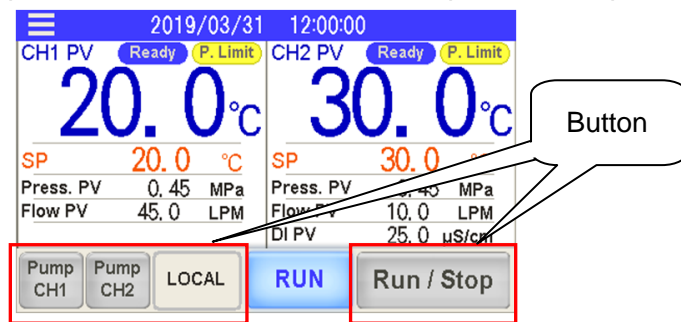 2019/03/31 12:00:00
CH1 PV Ready P. Limit CH2 PV Ready P. Limit
20. 0 °C 30. 0 °C
SP 20. 0 °C SP 30. 0
Press. PV 0. 45 MPa Press. PV MPa
Flow PV 45. 0 LPM Flow PV 10. 0 LPM
DI PV 25. 0 µS/cm
Button
Pump CH1 Pump CH2 LOCAL RUN Run / Stop